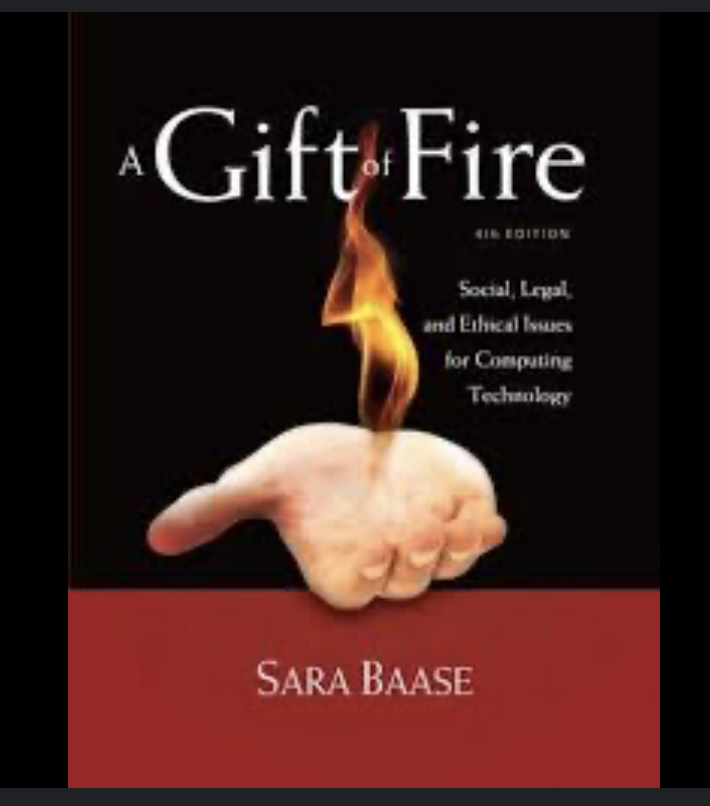 A Gift of Fire
4th EDITION
Social, Legal,
and Ethical Issues
for Computing
Technology
SARA BAASE